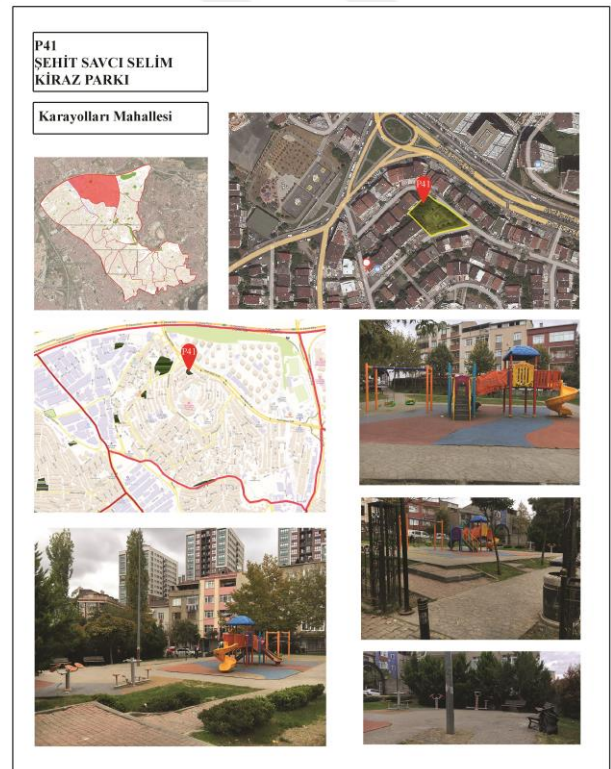 P41
ŞEHİT SAVCI SELİM
KİRAZ PARKI
Karayolları Mahallesi
P41
P41